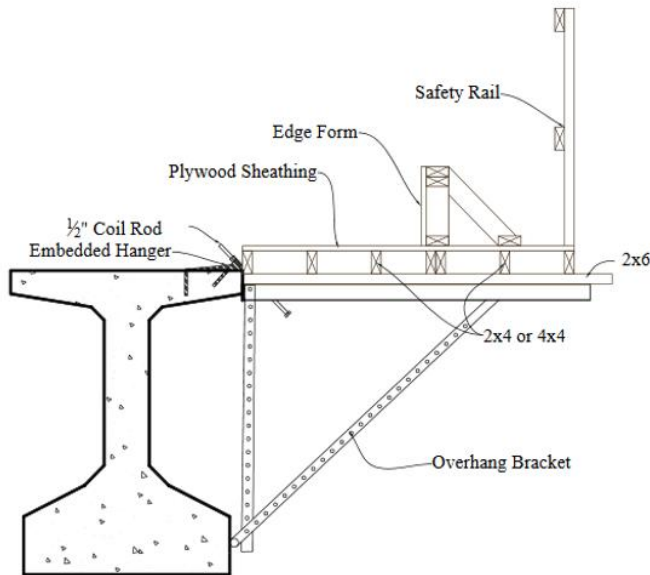 Safety Rail
Edge Form
Plywood Sheathing
½" Coil Rod
Embedded Hanger
2x6
2x4 or 4x4
Overhang Bracket